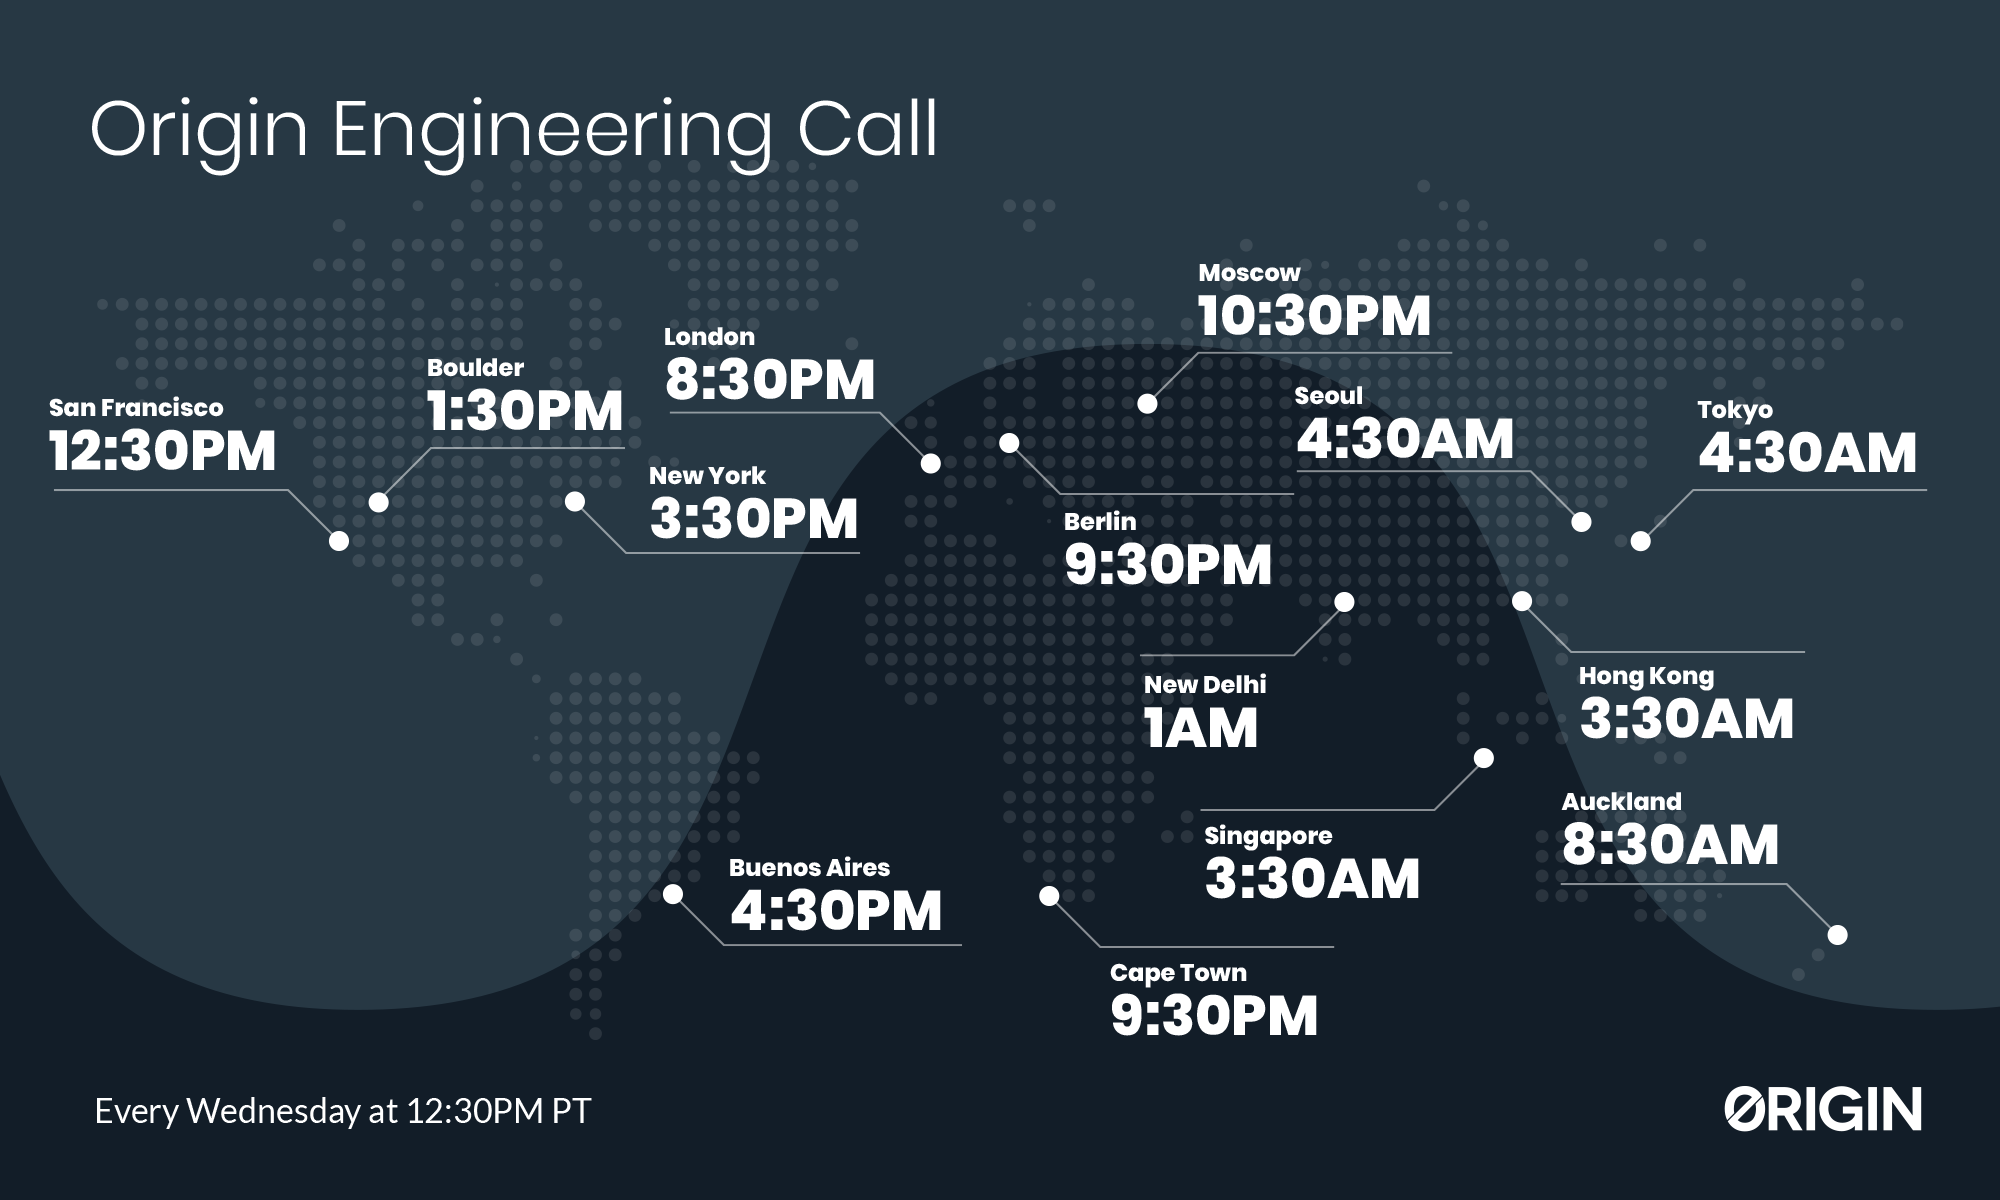 Origin Engineering Call
Moscow
10:30PM
London
8:30PM
Boulder
1:30PM
San Francisco
12:30PM
Seoul
4:30AM
Tokyo
4:30AM
New York
3:30PM
Berlin
9:30PM
New Delhi
1AM
Hong Kong
3:30AM
Auckland
8:30AM
Singapore
3:30AM
Buenos Aires
4:30PM
Cape Town
9:30PM
Every Wednesday at 12:30PM PT
ORIGIN